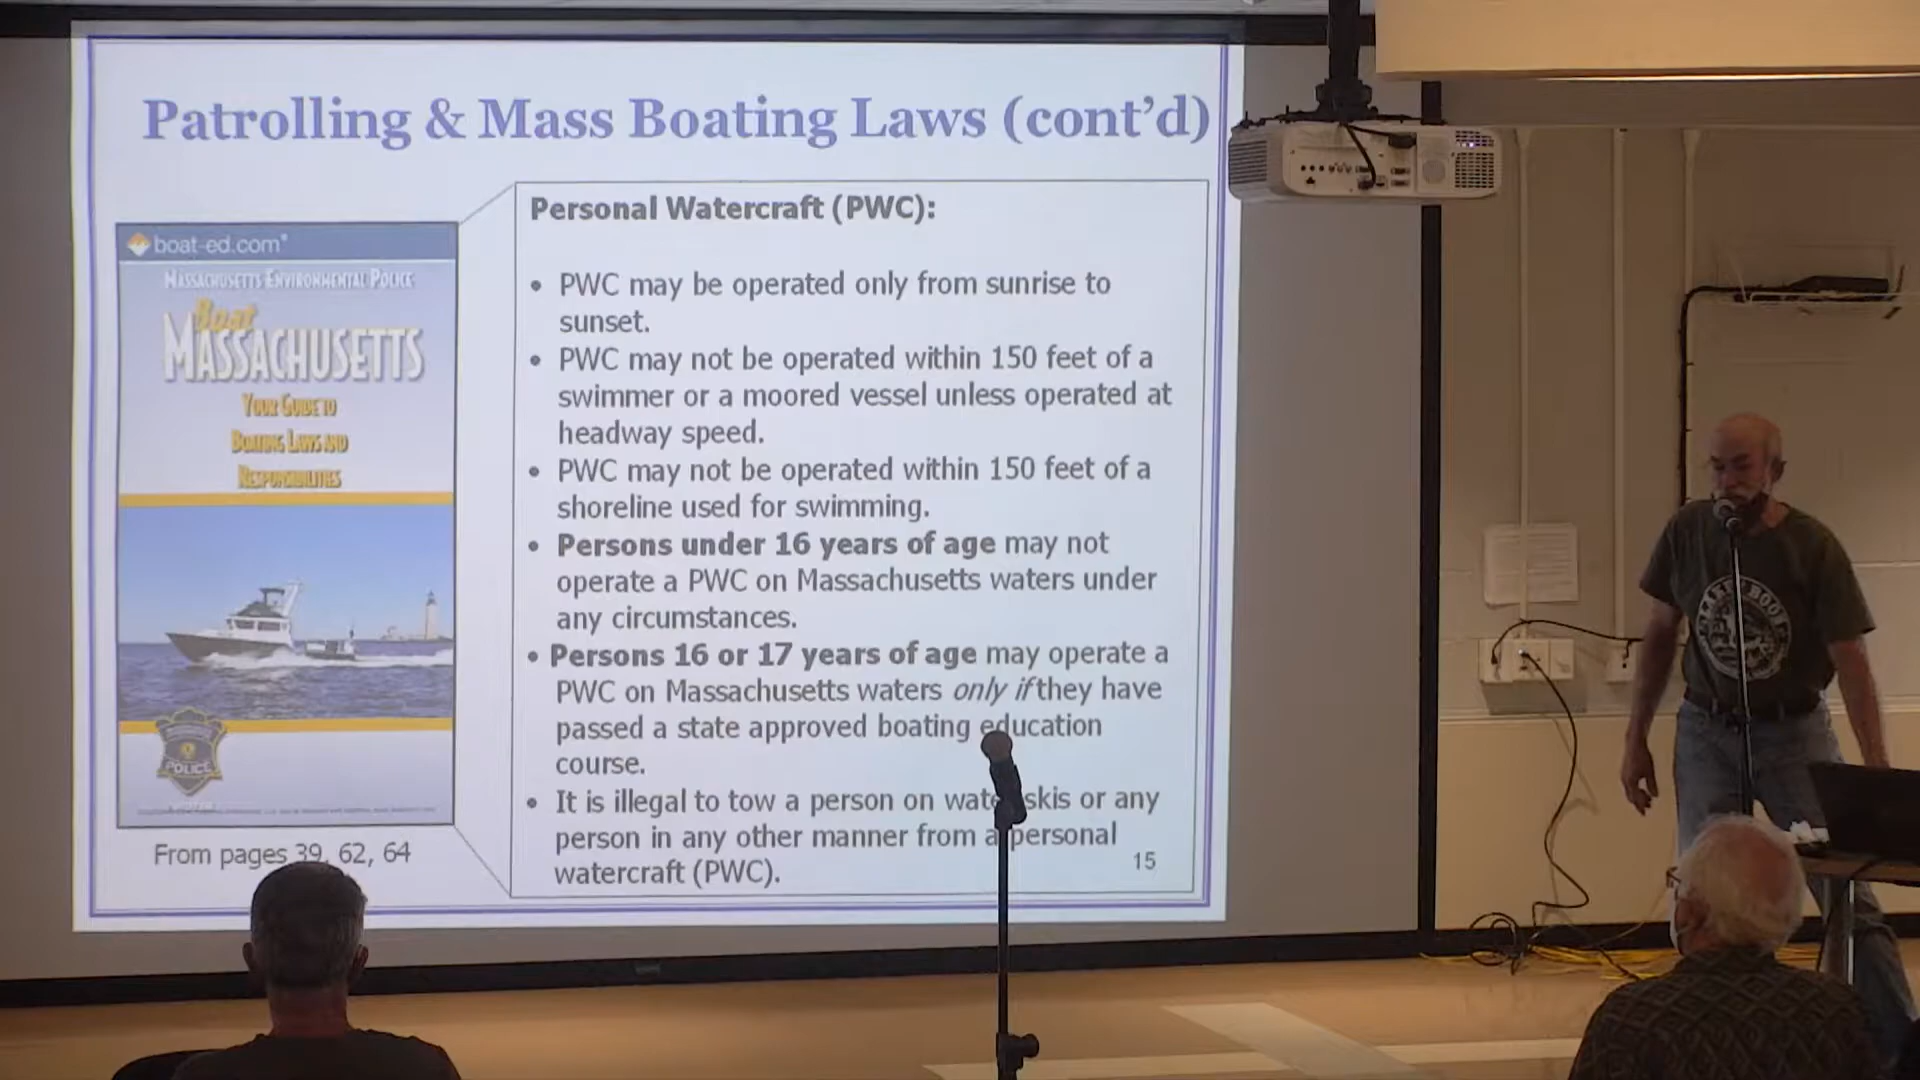 Patrolling & Mass Boating Laws (cont’d)
boat-ed.com®
MASSACHUSETTS ENVIRONMENTAL POLICE
Boat
MASSACHUSETTS
YOUR GUIDE TO
BOATING LAWS AND
RESPONSIBILITIES
POLICE
From pages 39, 62, 64
Personal Watercraft (PWC):
• PWC may be operated only from sunrise to
sunset.
• PWC may not be operated within 150 feet of a
swimmer or a moored vessel unless operated at
headway speed.
• PWC may not be operated within 150 feet of a
shoreline used for swimming.
• Persons under 16 years of age may not
operate a PWC on Massachusetts waters under
any circumstances.
• Persons 16 or 17 years of age may operate a
PWC on Massachusetts waters only if they have
passed a state approved boating education
course.
• It is illegal to tow a person on water skis or any
person in any other manner from a personal
watercraft (PWC).
15